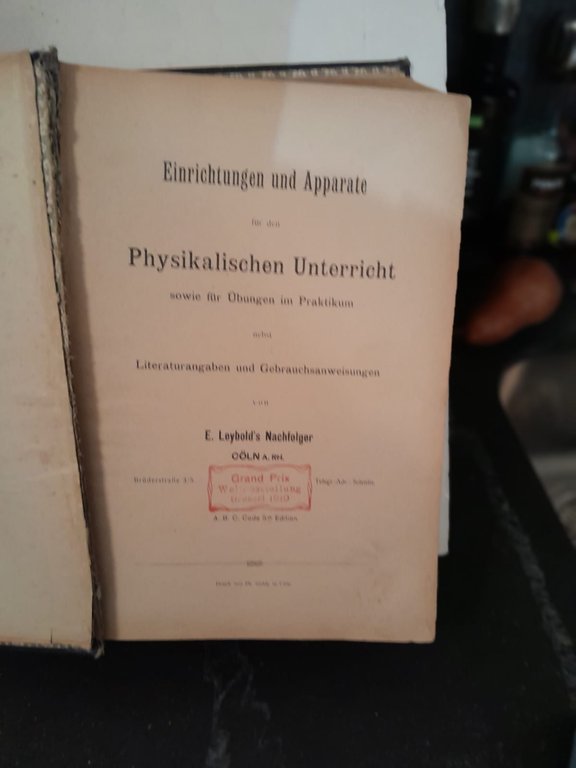 Einrichtungen und Apparate
für den
Physikalischen Unterricht
sowie für Übungen im Praktikum
nebst
Literaturangaben und Gebrauchsanweisungen
von
E. Leybold's Nachfolger
CÖLN A. RH.
Brüderstraße
Grand Prix
Weltausstellung
A. B. C. Code 5th Edition